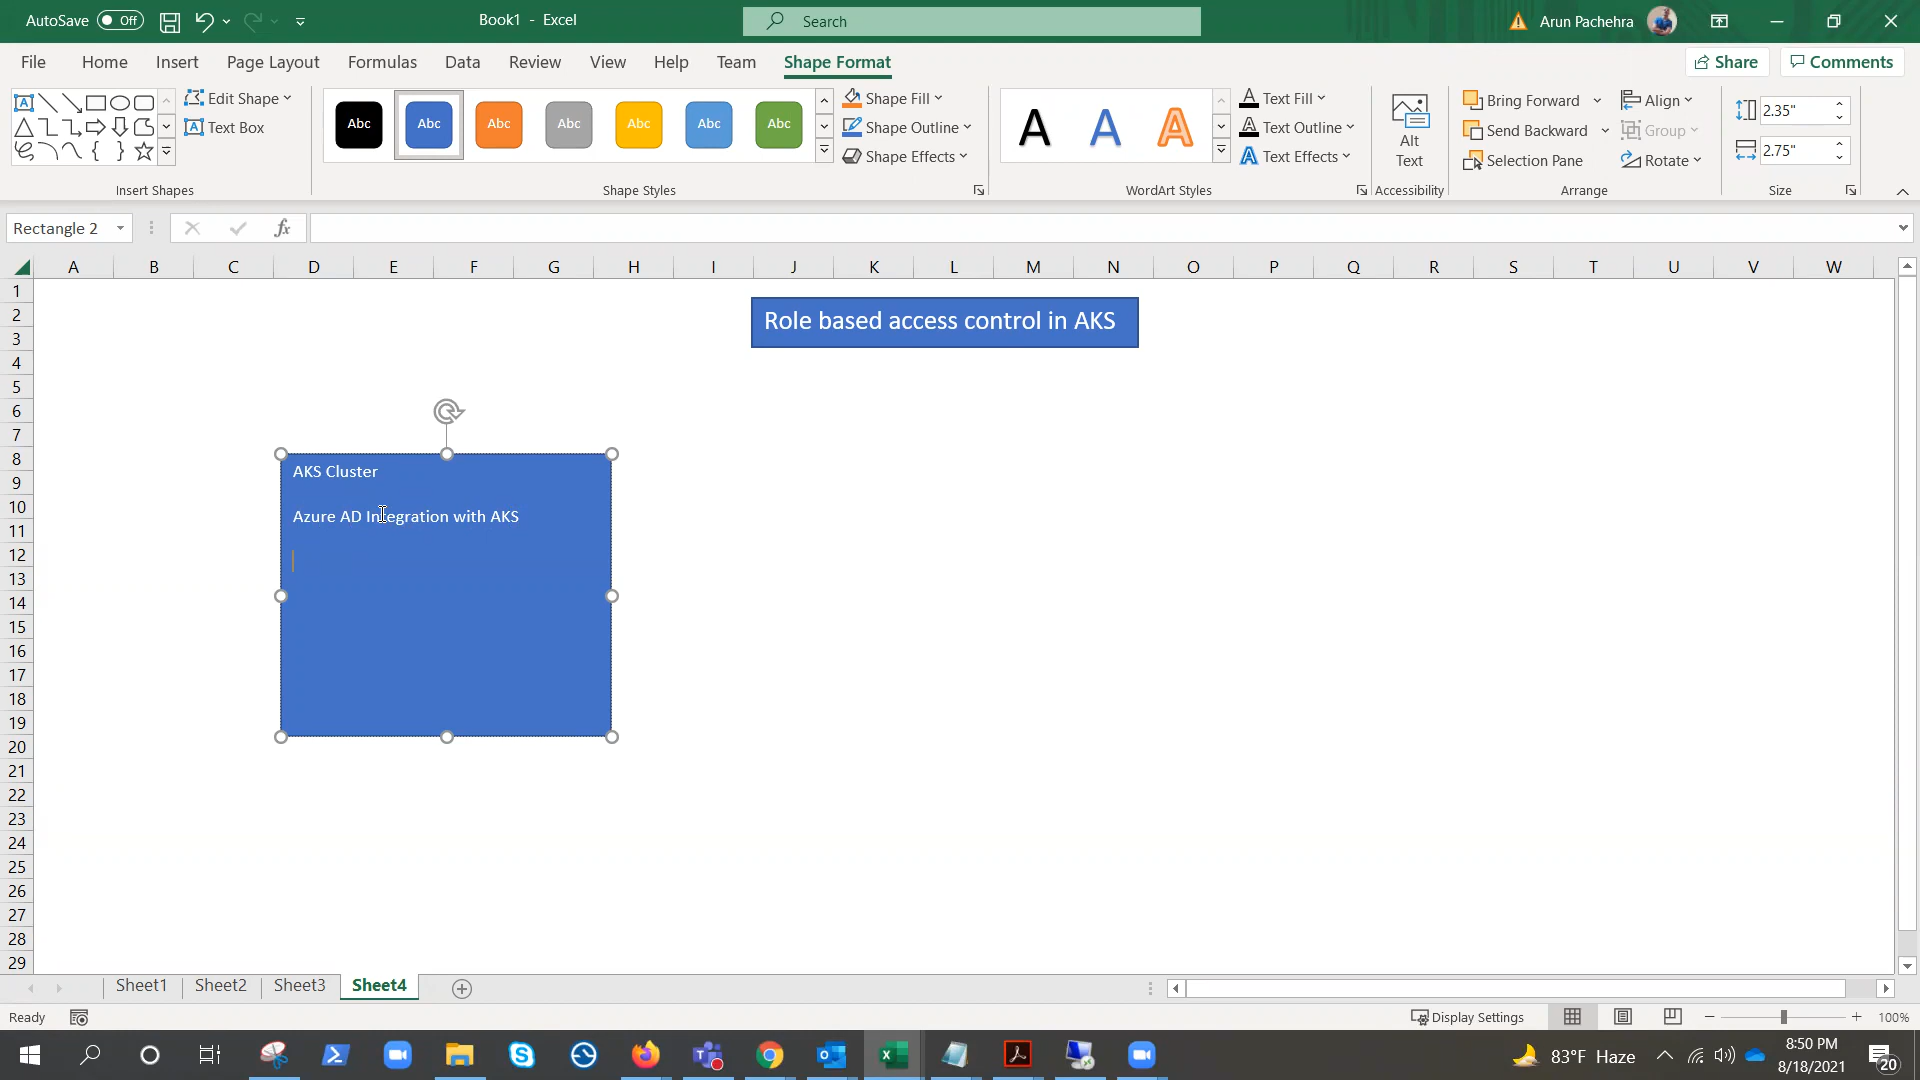 AutoSave Off Book1 - Excel Search Arun Pachehra
File Home Insert Page Layout Formulas Data Review View Help Team Shape Format Share Comments
Edit Shape
Text Box
Insert Shapes
Abc Abc Abc Abc Abc Abc Abc
Shape Styles
Shape Fill
Shape Outline
Shape Effects
A A A
WordArt Styles
Text Fill
Text Outline
Text Effects
Alt
Text
Accessibility
Bring Forward
Send Backward
Selection Pane
Align
Group
Rotate
Arrange
2.35"
2.75"
Size
Rectangle 2 fx
A B C D E F G H I J K L M N O P Q R S T U V W
1
2
3
4
5
6
7
8
9
10
11
12
13
14
15
16
17
18
19
20
21
22
23
24
25
26
27
28
29
Role based access control in AKS
AKS Cluster
Azure AD Integration with AKS
Sheet1 Sheet2 Sheet3 Sheet4
Ready Display Settings 100%
83°F Haze
8:50 PM
8/18/2021
20